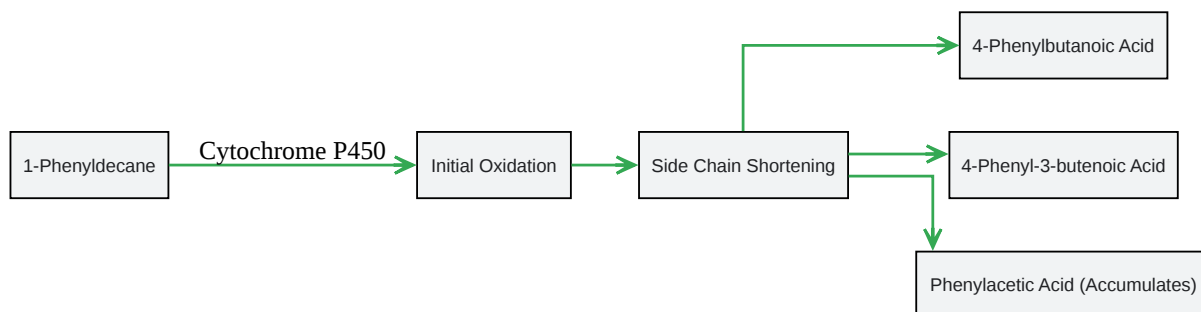 4-Phenylbutanoic Acid
1-Phenyldecane
Cytochrome P450
Initial Oxidation
Side Chain Shortening
4-Phenyl-3-butenoic Acid
Phenylacetic Acid (Accumulates)